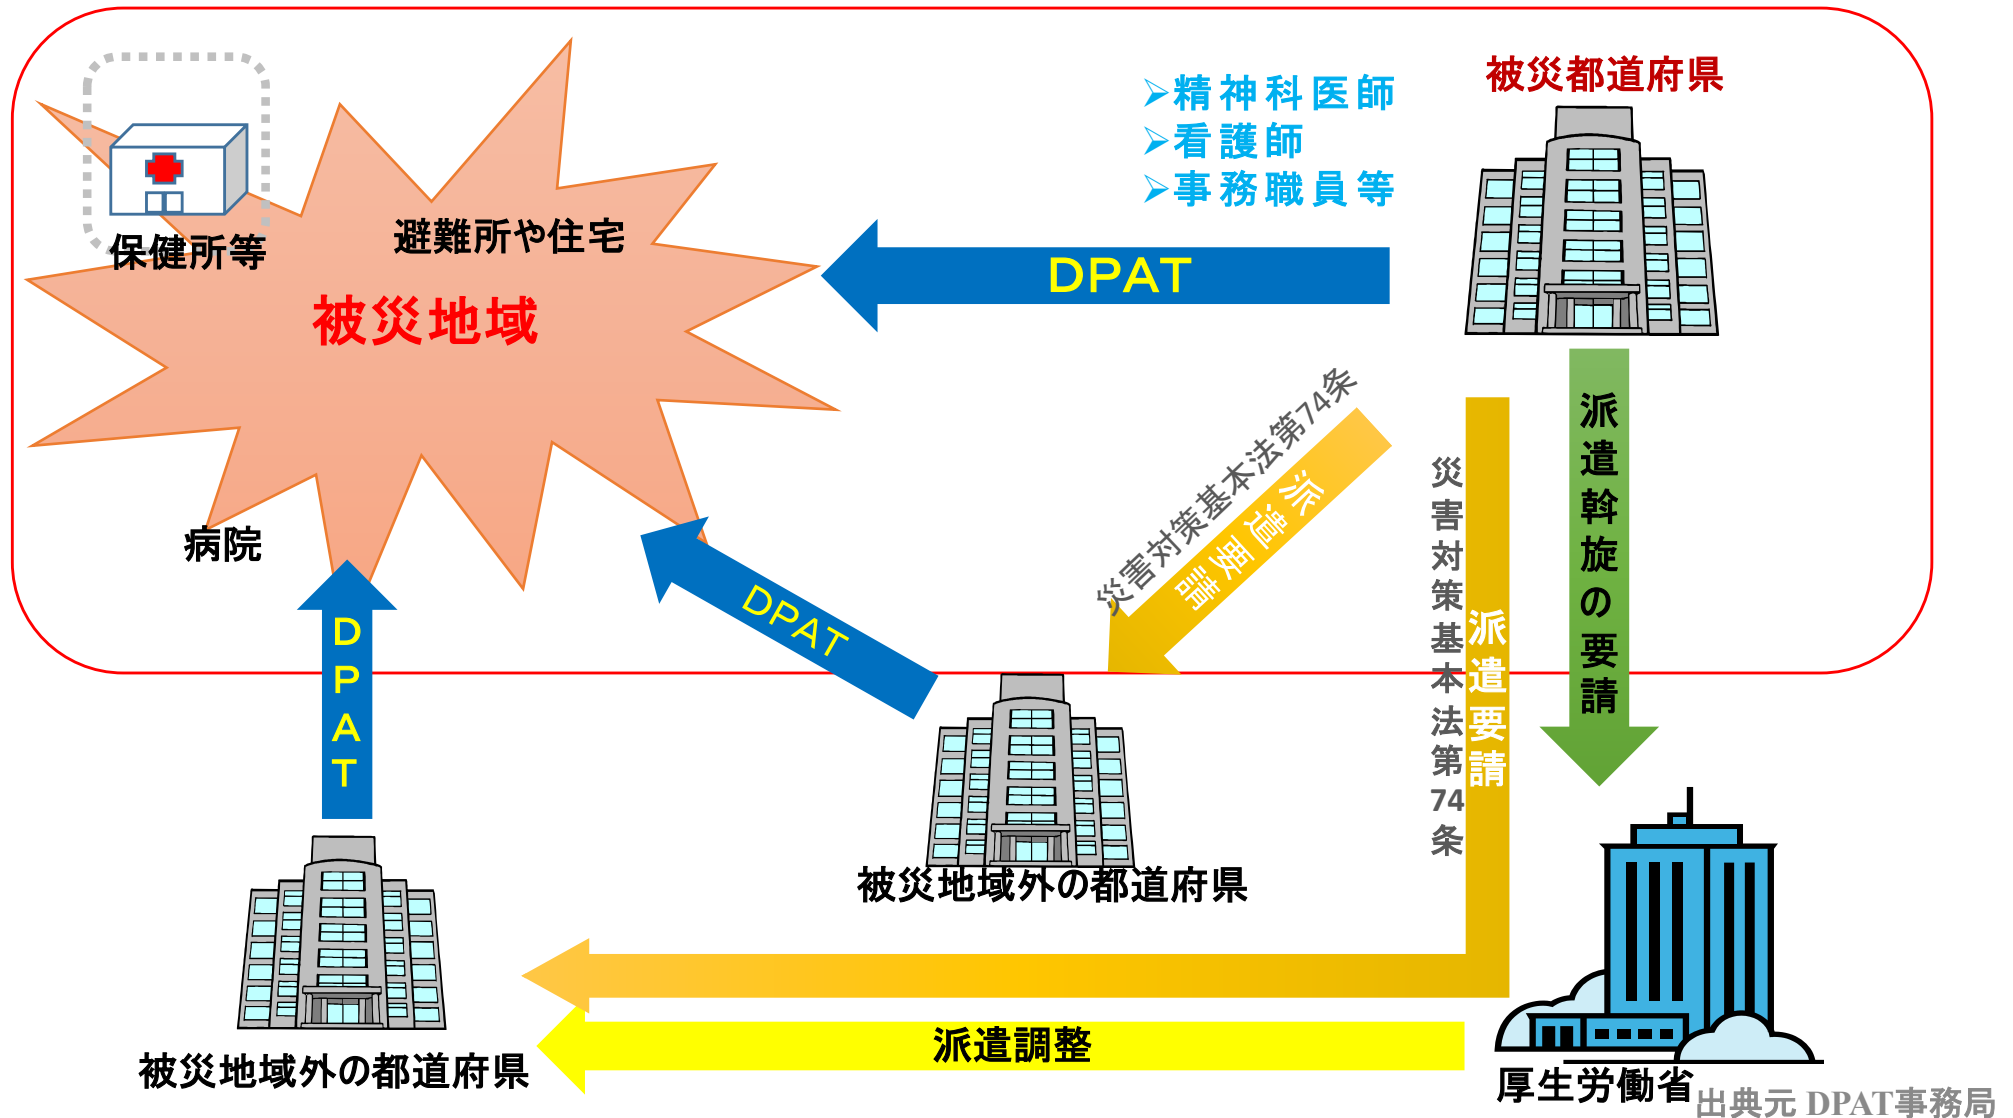 被災都道府県
➢精神科医師
➢看護師
➢事務職員等
保健所等
避難所や住宅
被災地域
DPAT
病院
災害対策基本法第74条
派遣要請
派遣斡旋の要請
災害対策基本法第74条
派遣要請
DPAT
DPAT
被災地域外の都道府県
派遣調整
被災地域外の都道府県
厚生労働省
出典元 DPAT事務局